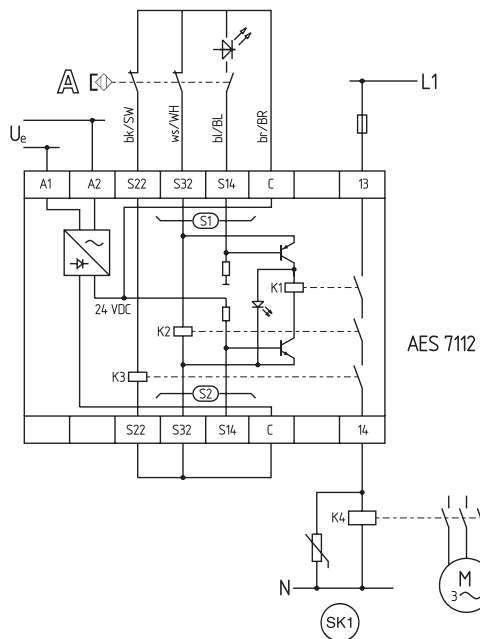 L1
A
bk/SW
ws/WH
bl/BL
br/BR
Ue
A1 A2 S22 S32 S14 C 13
S1
K1
24 VDC
K2
AES 7112
K3
S2
S22 S32 S14 C 14
K4
N
M
3
SK1